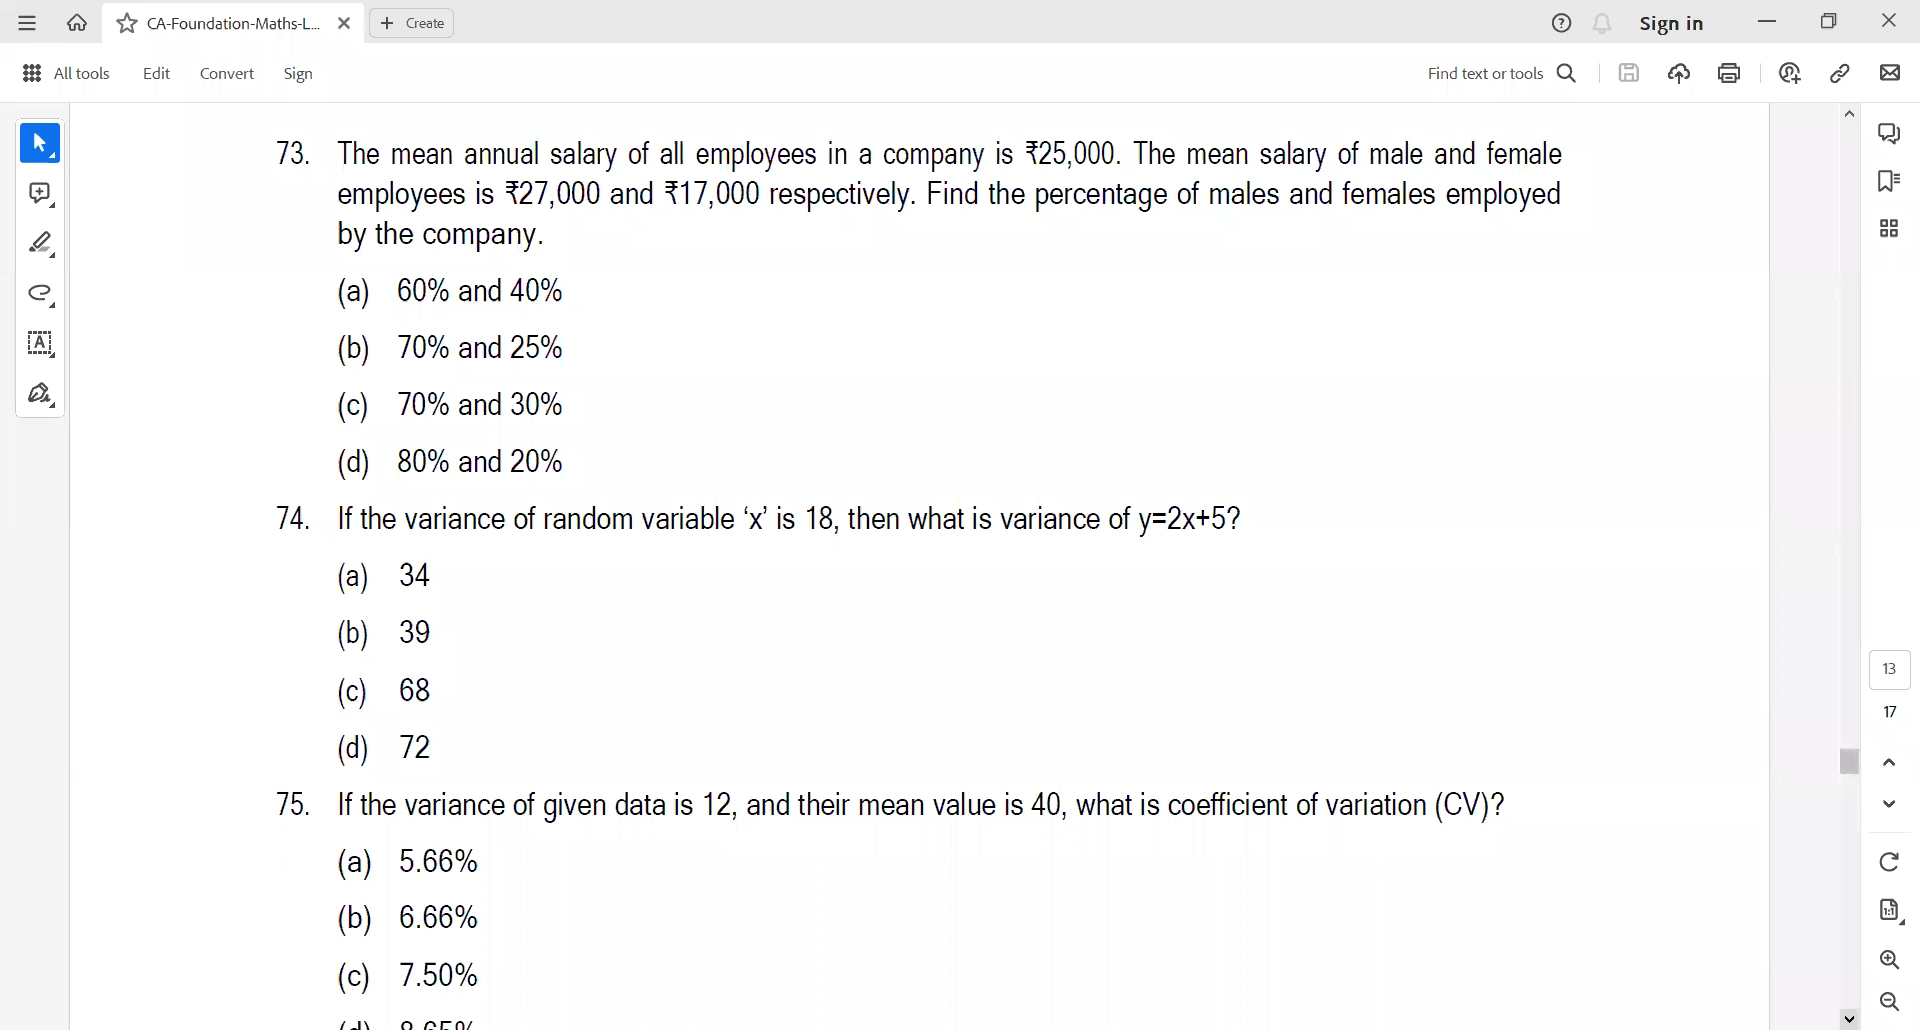 CA-Foundation-Maths-L...
Create
Sign in
All tools
Edit
Convert
Sign
Find text or tools
73. The mean annual salary of all employees in a company is ₹25,000. The mean salary of male and female
employees is ₹27,000 and ₹17,000 respectively. Find the percentage of males and females employed
by the company.
(a) 60% and 40%
(b) 70% and 25%
(c) 70% and 30%
(d) 80% and 20%
74. If the variance of random variable ‘x’ is 18, then what is variance of y=2x+5?
(a) 34
(b) 39
(c) 68
(d) 72
75. If the variance of given data is 12, and their mean value is 40, what is coefficient of variation (CV)?
(a) 5.66%
(b) 6.66%
(c) 7.50%
(d) 8.65%
13
17